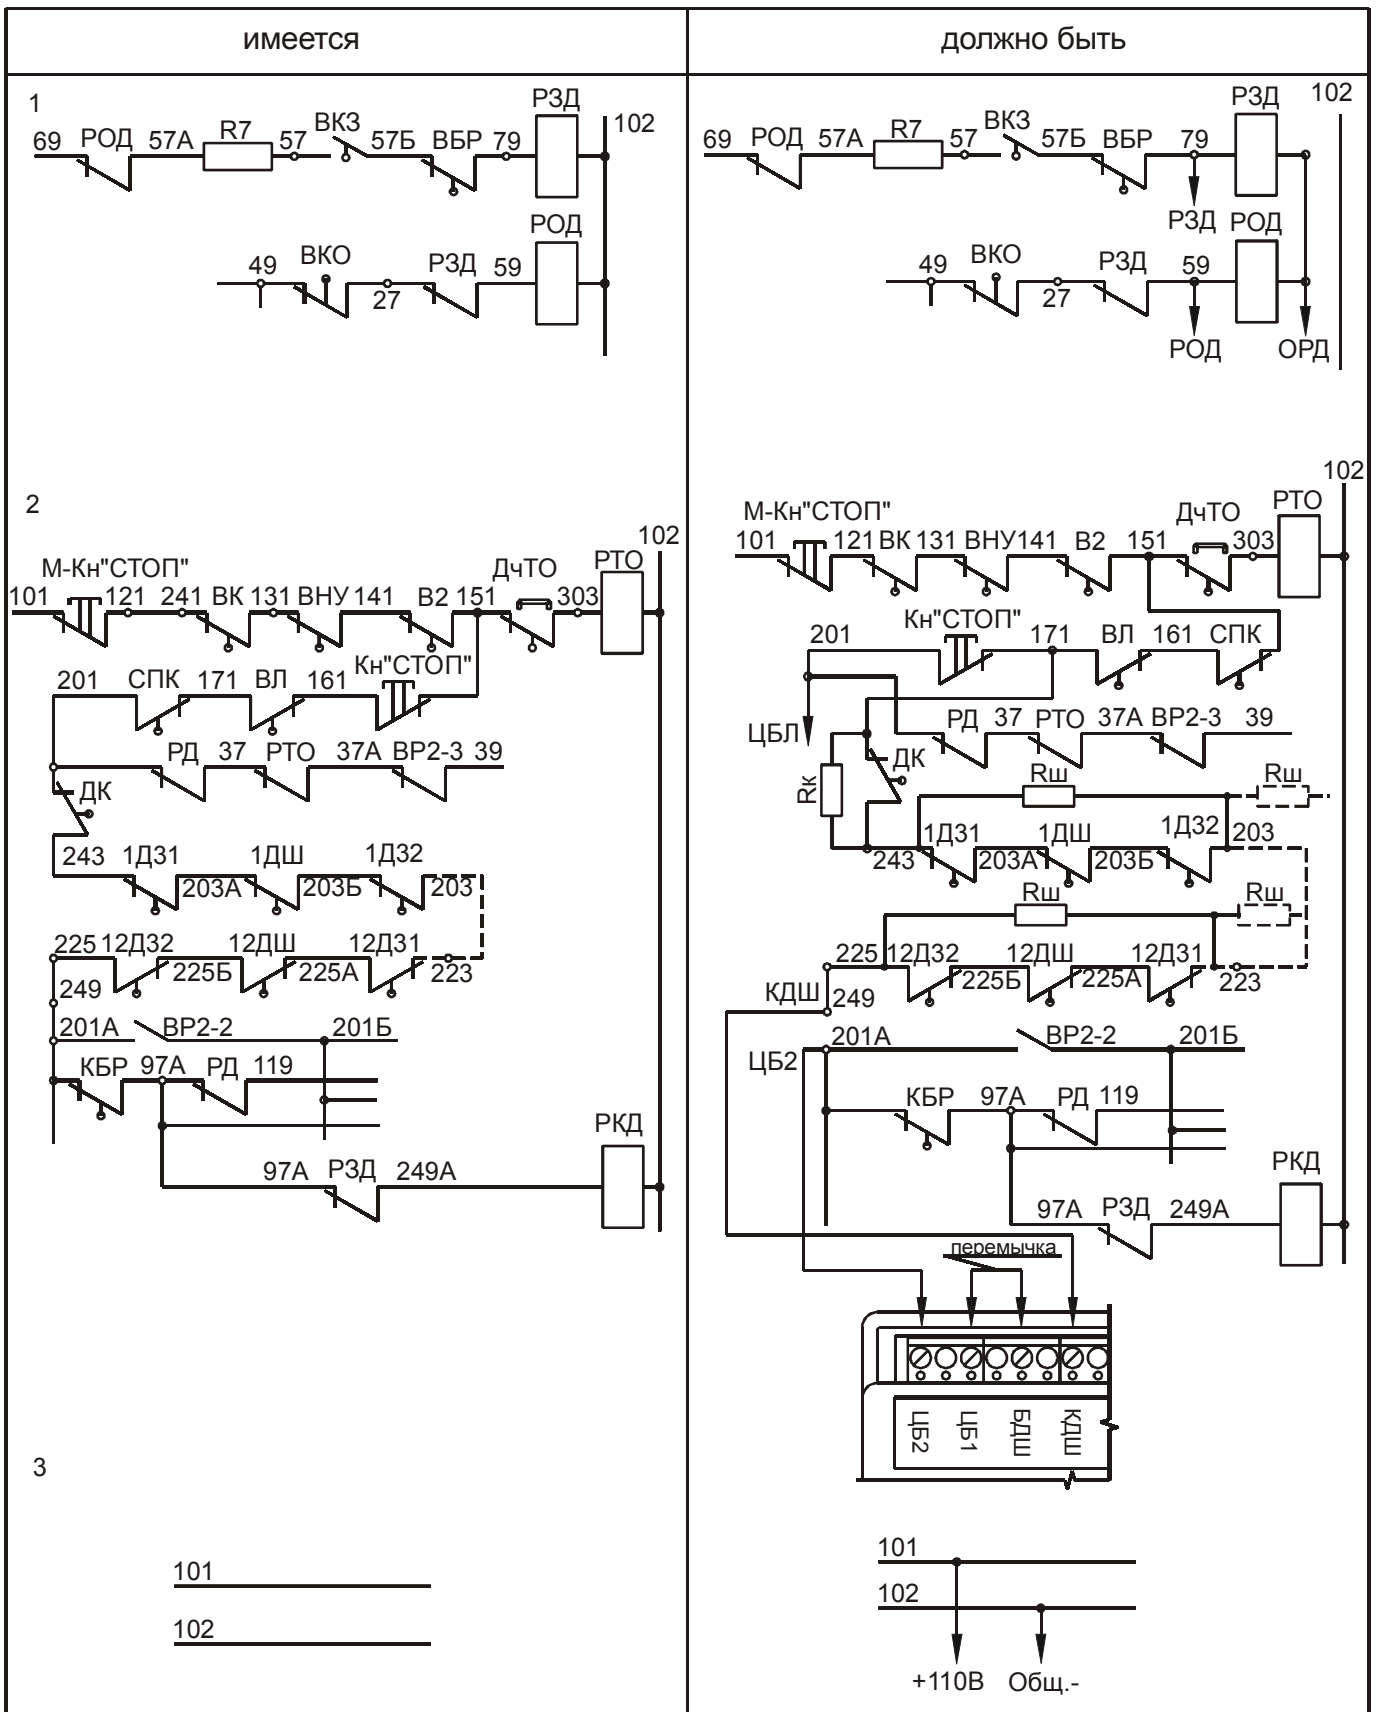 имеется
должно быть
1
69 РОД 57А R7 57 ВКЗ 57Б ВБР 79 РЗД 102
49 ВКО 27 РЗД 59 РОД
69 РОД 57А R7 57 ВКЗ 57Б ВБР 79 РЗД 102
РЗД
49 ВКО 27 РЗД 59 РОД
РОД ОРД
2
М-Кн"СТОП" ДчТО РТО 102
101 121 241 ВК 131 ВНУ 141 В2 151 303
201 СПК 171 ВЛ 161 Кн"СТОП"
РД 37 РТО 37А ВР2-3 39
ДК
243 1ДЗ1 203А 1ДШ 203Б 1ДЗ2 203
225 12ДЗ2 225Б 12ДШ 225А 12ДЗ1 223
249
201А ВР2-2 201Б
КБР 97А РД 119
97А РЗД 249А РКД
М-Кн"СТОП" ДчТО РТО 102
101 121 ВК 131 ВНУ 141 В2 151 303
201 Кн"СТОП" 171 ВЛ 161 СПК
ЦБЛ РД 37 РТО 37А ВР2-3 39
Rк ДК Rш Rш
243 1ДЗ1 203А 1ДШ 203Б 1ДЗ2 203
Rш Rш
225 12ДЗ2 225Б 12ДШ 225А 12ДЗ1 223
КДШ 249
ЦБ2 201А ВР2-2 201Б
КБР 97А РД 119
97А РЗД 249А РКД
перемычка
ЦБ2 ЦБ1 БДШ КДШ
3
101
102
101
102
+110В Общ.-